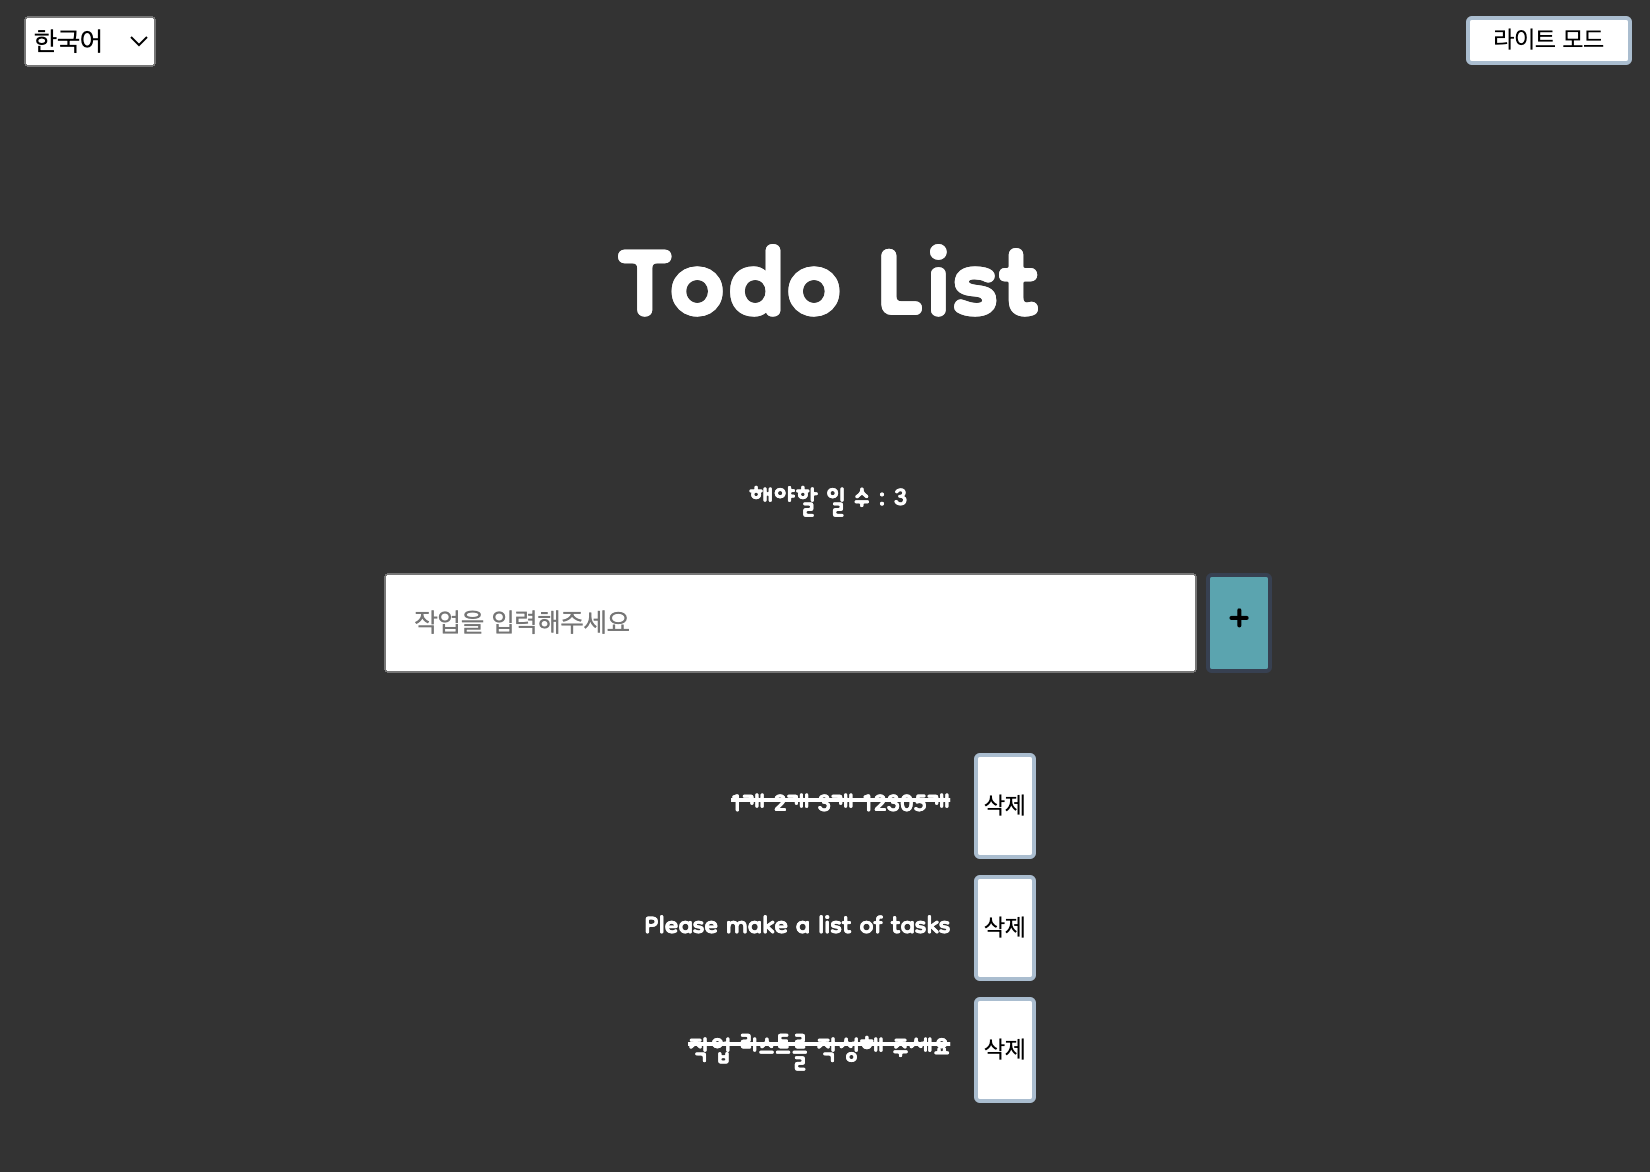 한국어
라이트 모드
Todo List
해야할 일 수 : 3
작업을 입력해주세요
+
1개 2개 3개 12305개
삭제
Please make a list of tasks
삭제
작업 리스트를 작성해 주세요
삭제